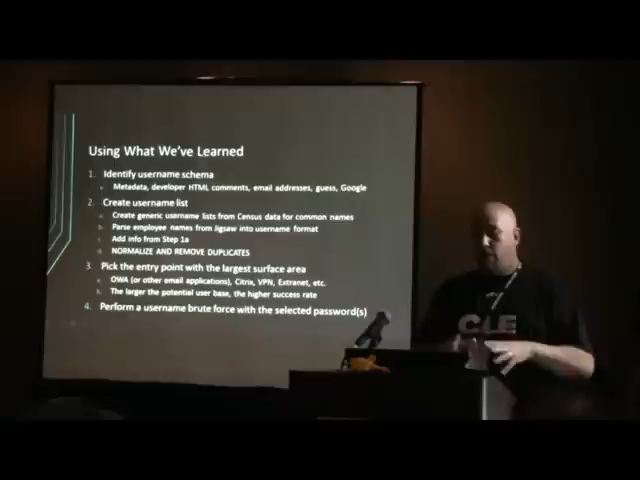 Using What We've Learned
1. Identify username schema
a. Metadata, developer HTML comments, email addresses, guess, Google
2. Create username list
a. Create generic username lists from Census data for common names
b. Parse employee names from Jigsaw into username format
c. Add info from Step 1a
d. NORMALIZE AND REMOVE DUPLICATES
3. Pick the entry point with the largest surface area
a. OWA (or other email applications), Citrix, VPN, Extranet, etc.
b. The larger the potential user base, the higher success rate
4. Perform a username brute force with the selected password(s)
CLE